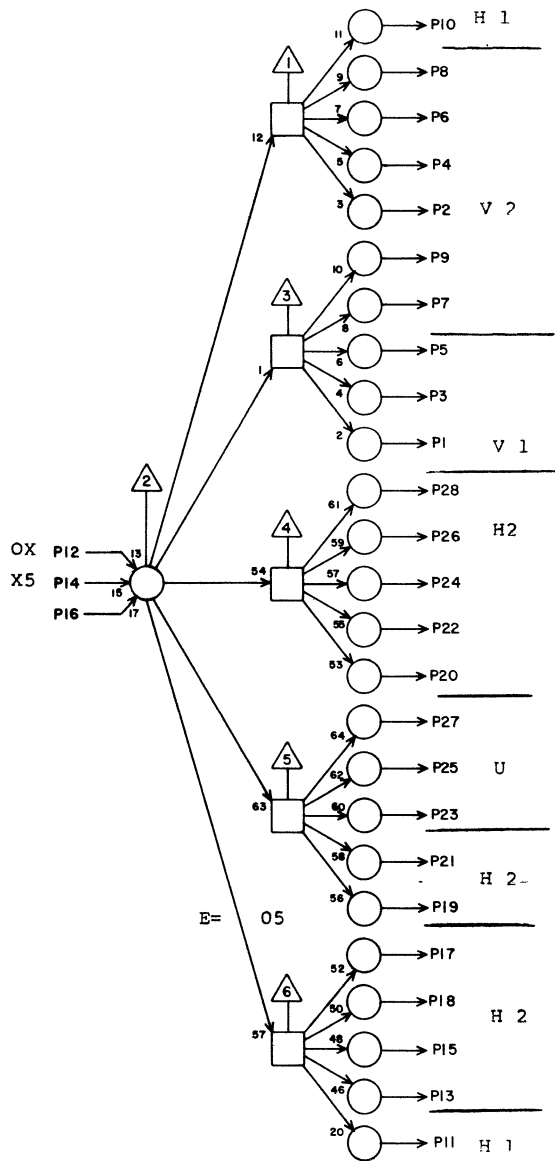 11 P10 H 1
1
9 P8
7 P6
12
5 P4
3 P2 V 2
10 P9
3
8 P7
6 P5
1
4 P3
2 P1 V 1
2
61 P28
4
59 P26 H2
OX P12 13
54 57 P24
X5 P14 15
P16 17
55 P22
53 P20
64 P27
5
62 P25 U
63 60 P23
58 P21
H 2
56 P19
E= 05
52 P17
6
50 P18
H 2
57 48 P15
46 P13
20 P11 H 1